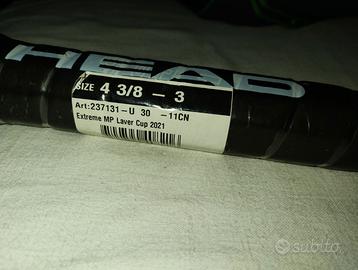 HEAD
SIZE 4 3/8 - 3
Art:237131-U 30 -11CN
Extreme MP Laver Cup 2021
subito